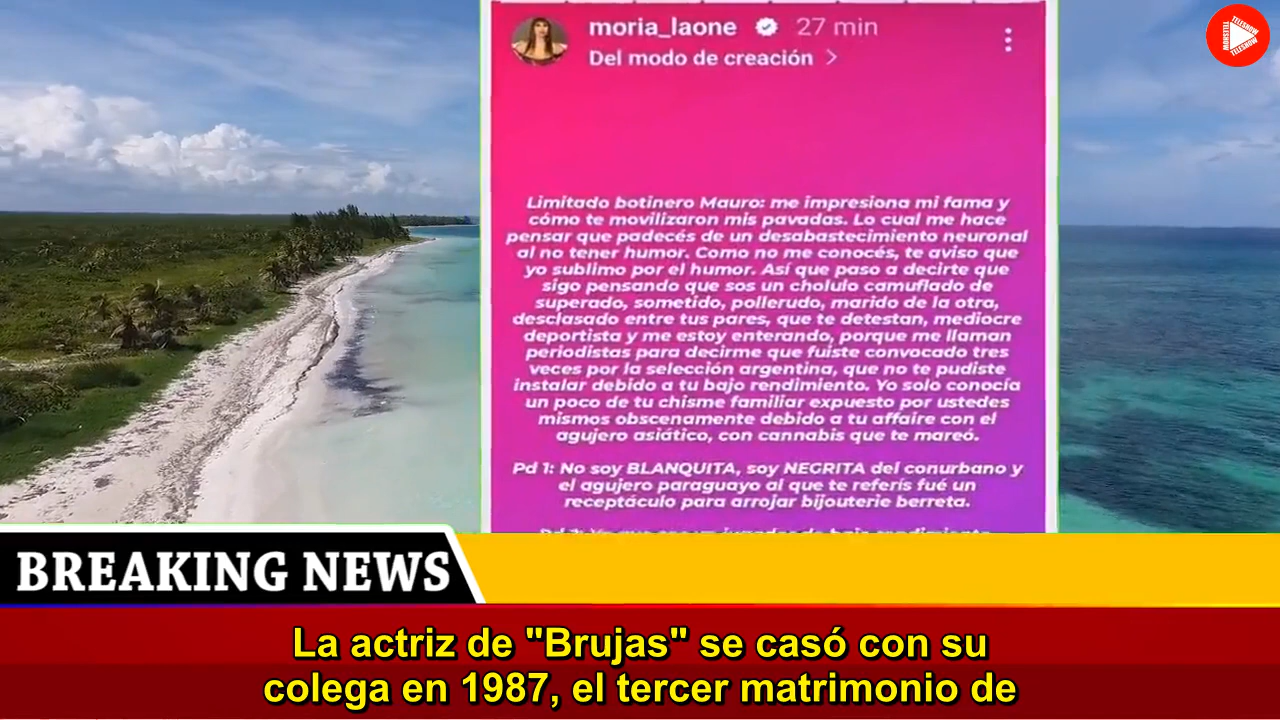 moria_laone 27 min
Del modo de creación >
MORSTEL
TELESHOW
TELESHOW
Limitado botinero Mauro: me impresiona mi fama y
cómo te movilizaron mis pavadas. Lo cual me hace
pensar que padecés de un desabastecimiento neuronal
al no tener humor. Como no me conocés, te aviso que
yo sublimo por el humor. Así que paso a decirte que
sigo pensando que sos un cholulo camuflado de
superado, sometido, pollerudo, marido de la otra,
desclasado entre tus pares, que te detestan, mediocre
deportista y me estoy enterando, porque me llaman
periodistas para decirme que fuiste convocado tres
veces por la selección argentina, que no te pudiste
instalar debido a tu bajo rendimiento. Yo solo conocía
un poco de tu chisme familiar expuesto por ustedes
mismos obscenamente debido a tu affaire con el
agujero asiático, con cannabis que te mareó.
Pd 1: No soy BLANQUITA, soy NEGRITA del conurbano y
el agujero paraguayo al que te referís fué un
receptáculo para arrojar bijouterie berreta.
BREAKING NEWS
La actriz de "Brujas" se casó con su
colega en 1987, el tercer matrimonio de